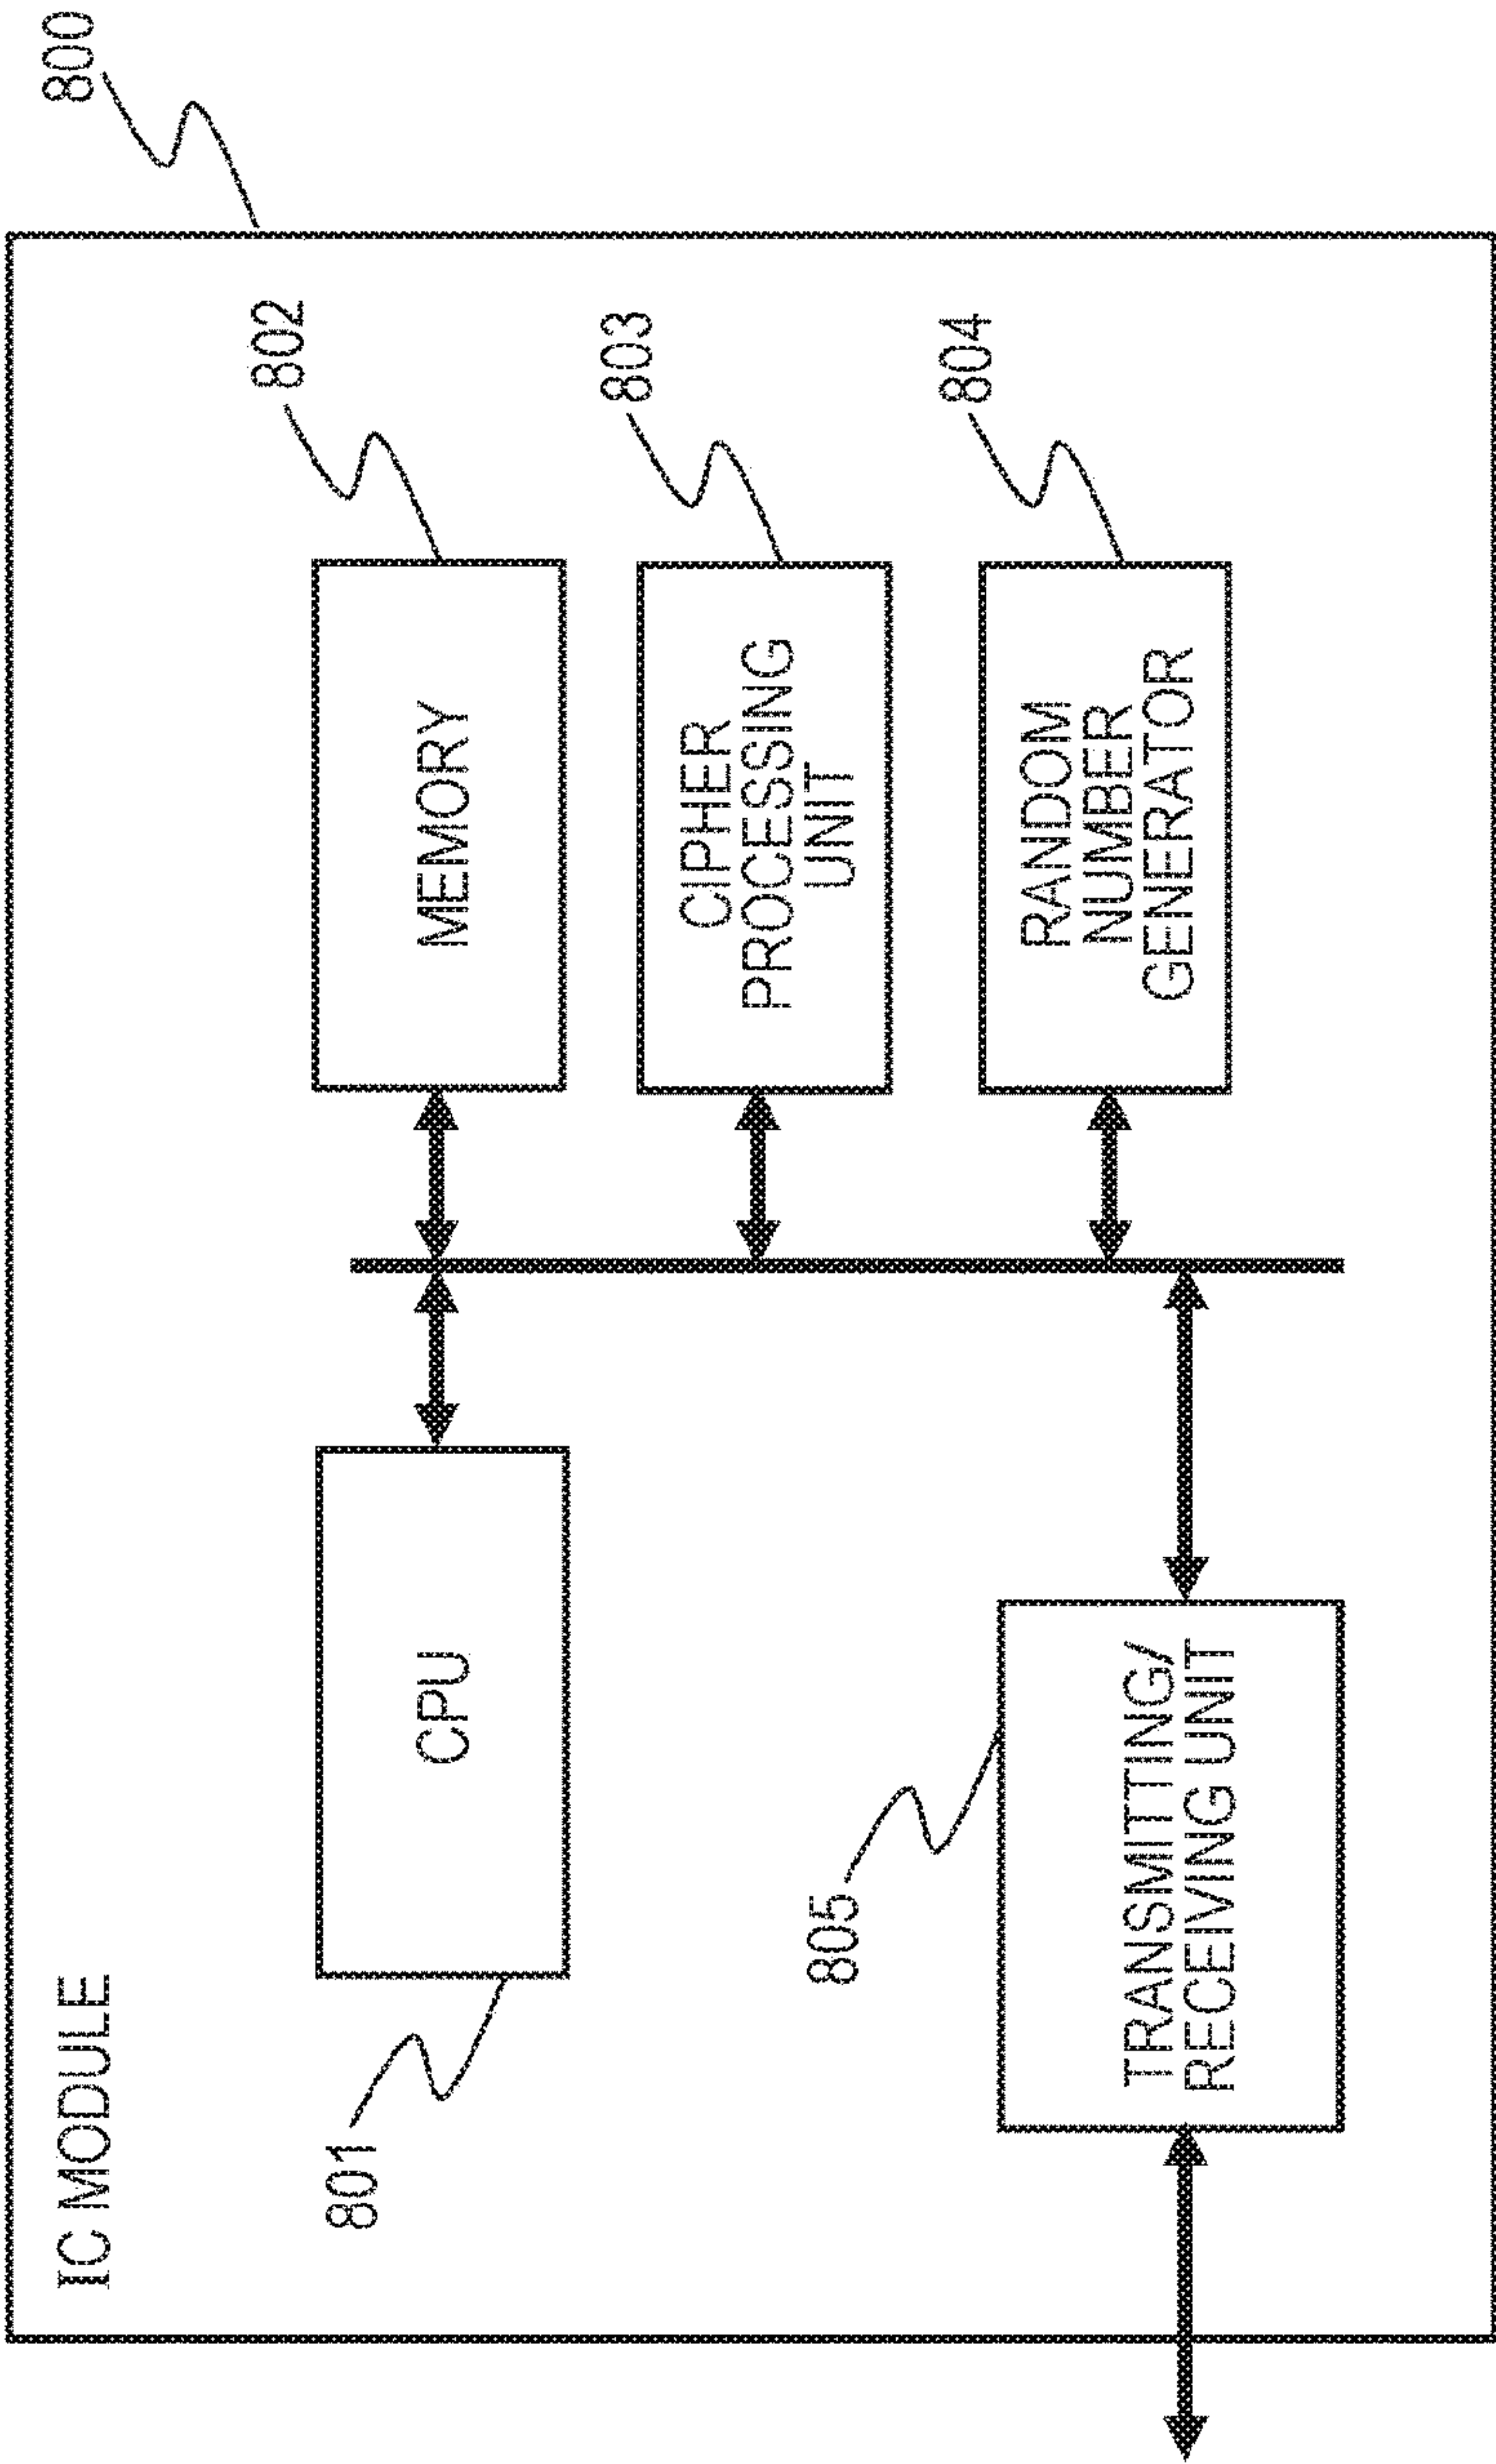 800
IC MODULE
801
CPU
802
MEMORY
803
CIPHER
PROCESSING
UNIT
804
RANDOM
NUMBER
GENERATOR
805
TRANSMITTING/
RECEIVING UNIT